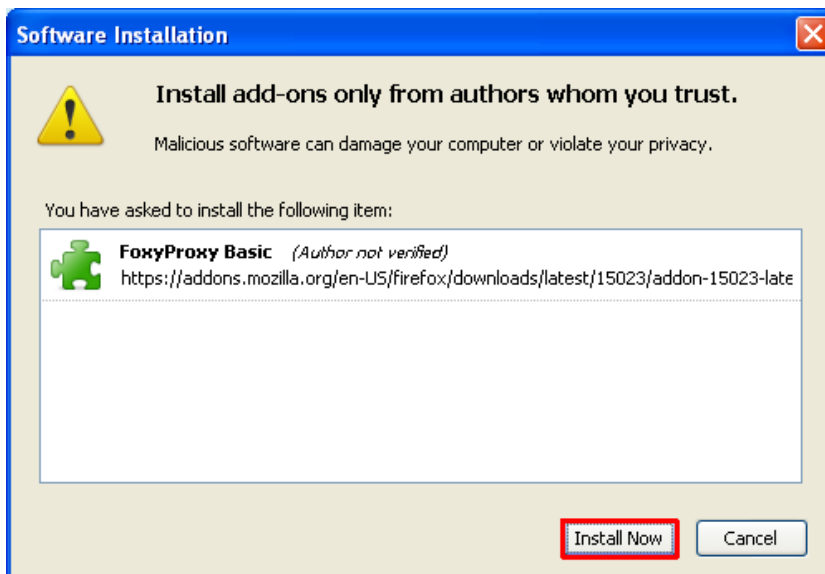 Software Installation
Install add-ons only from authors whom you trust.
Malicious software can damage your computer or violate your privacy.
You have asked to install the following item:
FoxyProxy Basic (Author not verified)
https://addons.mozilla.org/en-US/firefox/downloads/latest/15023/addon-15023-late
Install Now Cancel